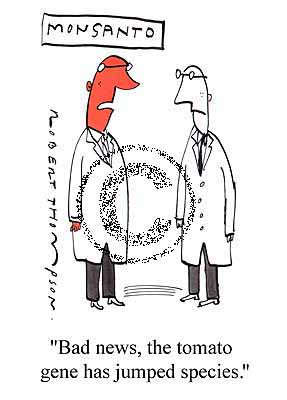 MONSANTO
ROBERT THOMPSON.
©
"Bad news, the tomato
gene has jumped species."